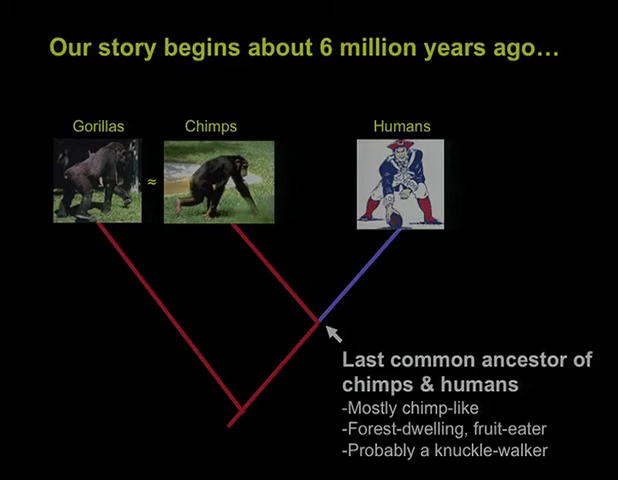 Our story begins about 6 million years ago…
Gorillas
Chimps
Humans
≈
Last common ancestor of
chimps & humans
-Mostly chimp-like
-Forest-dwelling, fruit-eater
-Probably a knuckle-walker